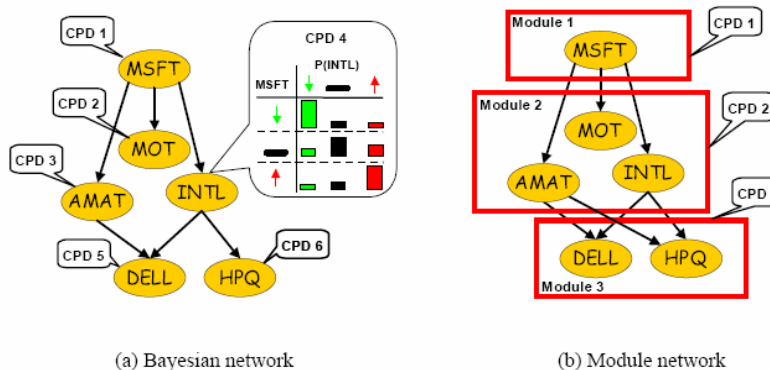 CPD 1
MSFT
CPD 2
MOT
CPD 3
AMAT
INTL
CPD 5
DELL
HPQ
CPD 6
CPD 4
P(INTL)
MSFT
(a) Bayesian network
Module 1
MSFT
CPD 1
Module 2
MOT
CPD 2
AMAT
INTL
CPD
DELL
HPQ
Module 3
(b) Module network